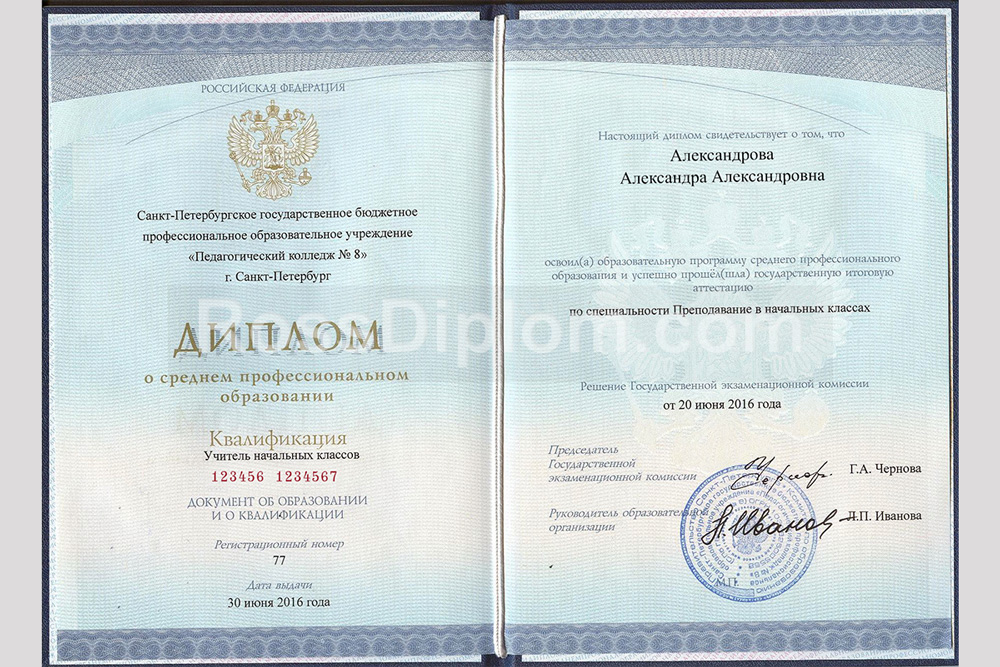 РОССИЙСКАЯ ФЕДЕРАЦИЯ
Санкт-Петербургское государственное бюджетное
профессиональное образовательное учреждение
«Педагогический колледж № 8»
г. Санкт-Петербург
ДИПЛОМ
о среднем профессиональном
образовании
Квалификация
Учитель начальных классов
123456 1234567
ДОКУМЕНТ ОБ ОБРАЗОВАНИИ
И О КВАЛИФИКАЦИИ
Регистрационный номер
77
Дата выдачи
30 июня 2016 года
Настоящий диплом свидетельствует о том, что
Александрова
Александра Александровна
освоил(а) образовательную программу среднего профессионального
образования и успешно прошёл(шла) государственную итоговую
аттестацию
по специальности Преподавание в начальных классах
RossDiplom.com
Решение Государственной экзаменационной комиссии
от 20 июня 2016 года
Председатель
Государственной
экзаменационной комиссии
Г.А. Чернова
Руководитель образовательной
организации
Л.П. Иванова
М.П.